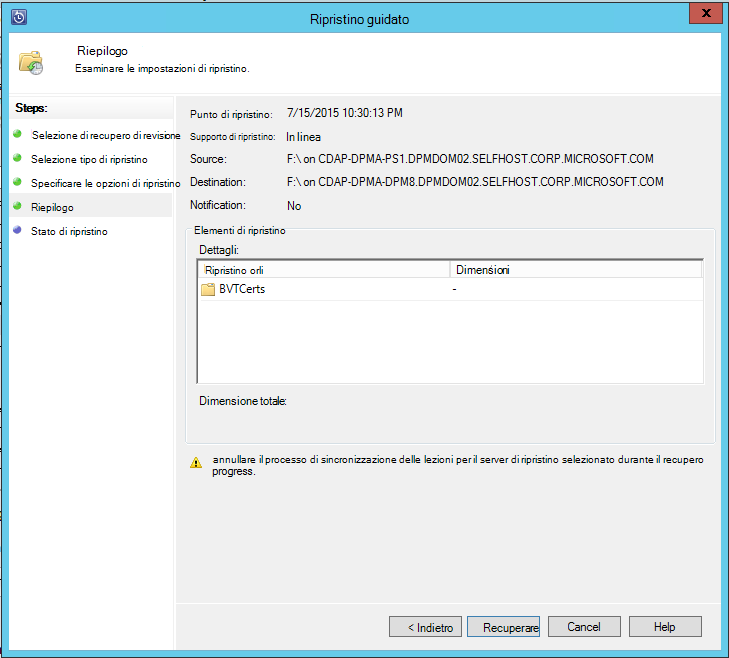 Ripristino guidato
x
Riepilogo
Esaminare le impostazioni di ripristino.
Steps:
Selezione di recupero di revisione
Selezione tipo di ripristino
Specificare le opzioni di ripristino
Riepilogo
Stato di ripristino
Punto di ripristino: 7/15/2015 10:30:13 PM
Supporto di ripristino: In linea
Source: F:\ on CDAP-DPMA-PS1.DPMDOM02.SELFHOST.CORP.MICROSOFT.COM
Destination: F:\ on CDAP-DPMA-DPM8.DPMDOM02.SELFHOST.CORP.MICROSOFT.COM
Notification: No
Elementi di ripristino
Dettagli:
Ripristino orli Dimensioni
BVTCerts -
Dimensione totale:
annullare il processo di sincronizzazione delle lezioni per il server di ripristino selezionato durante il recupero
progress.
< Indietro Recuperare Cancel Help